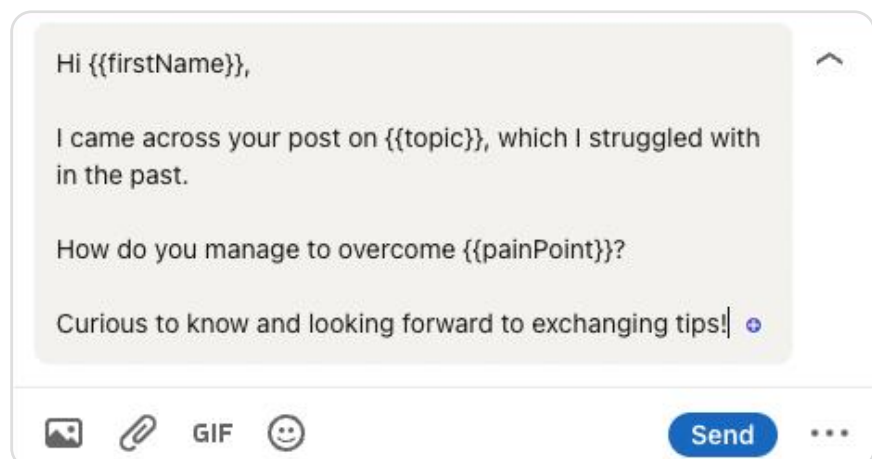 Hi {{firstName}},
I came across your post on {{topic}}, which I struggled with
in the past.
How do you manage to overcome {{painPoint}}?
Curious to know and looking forward to exchanging tips!
GIF
Send